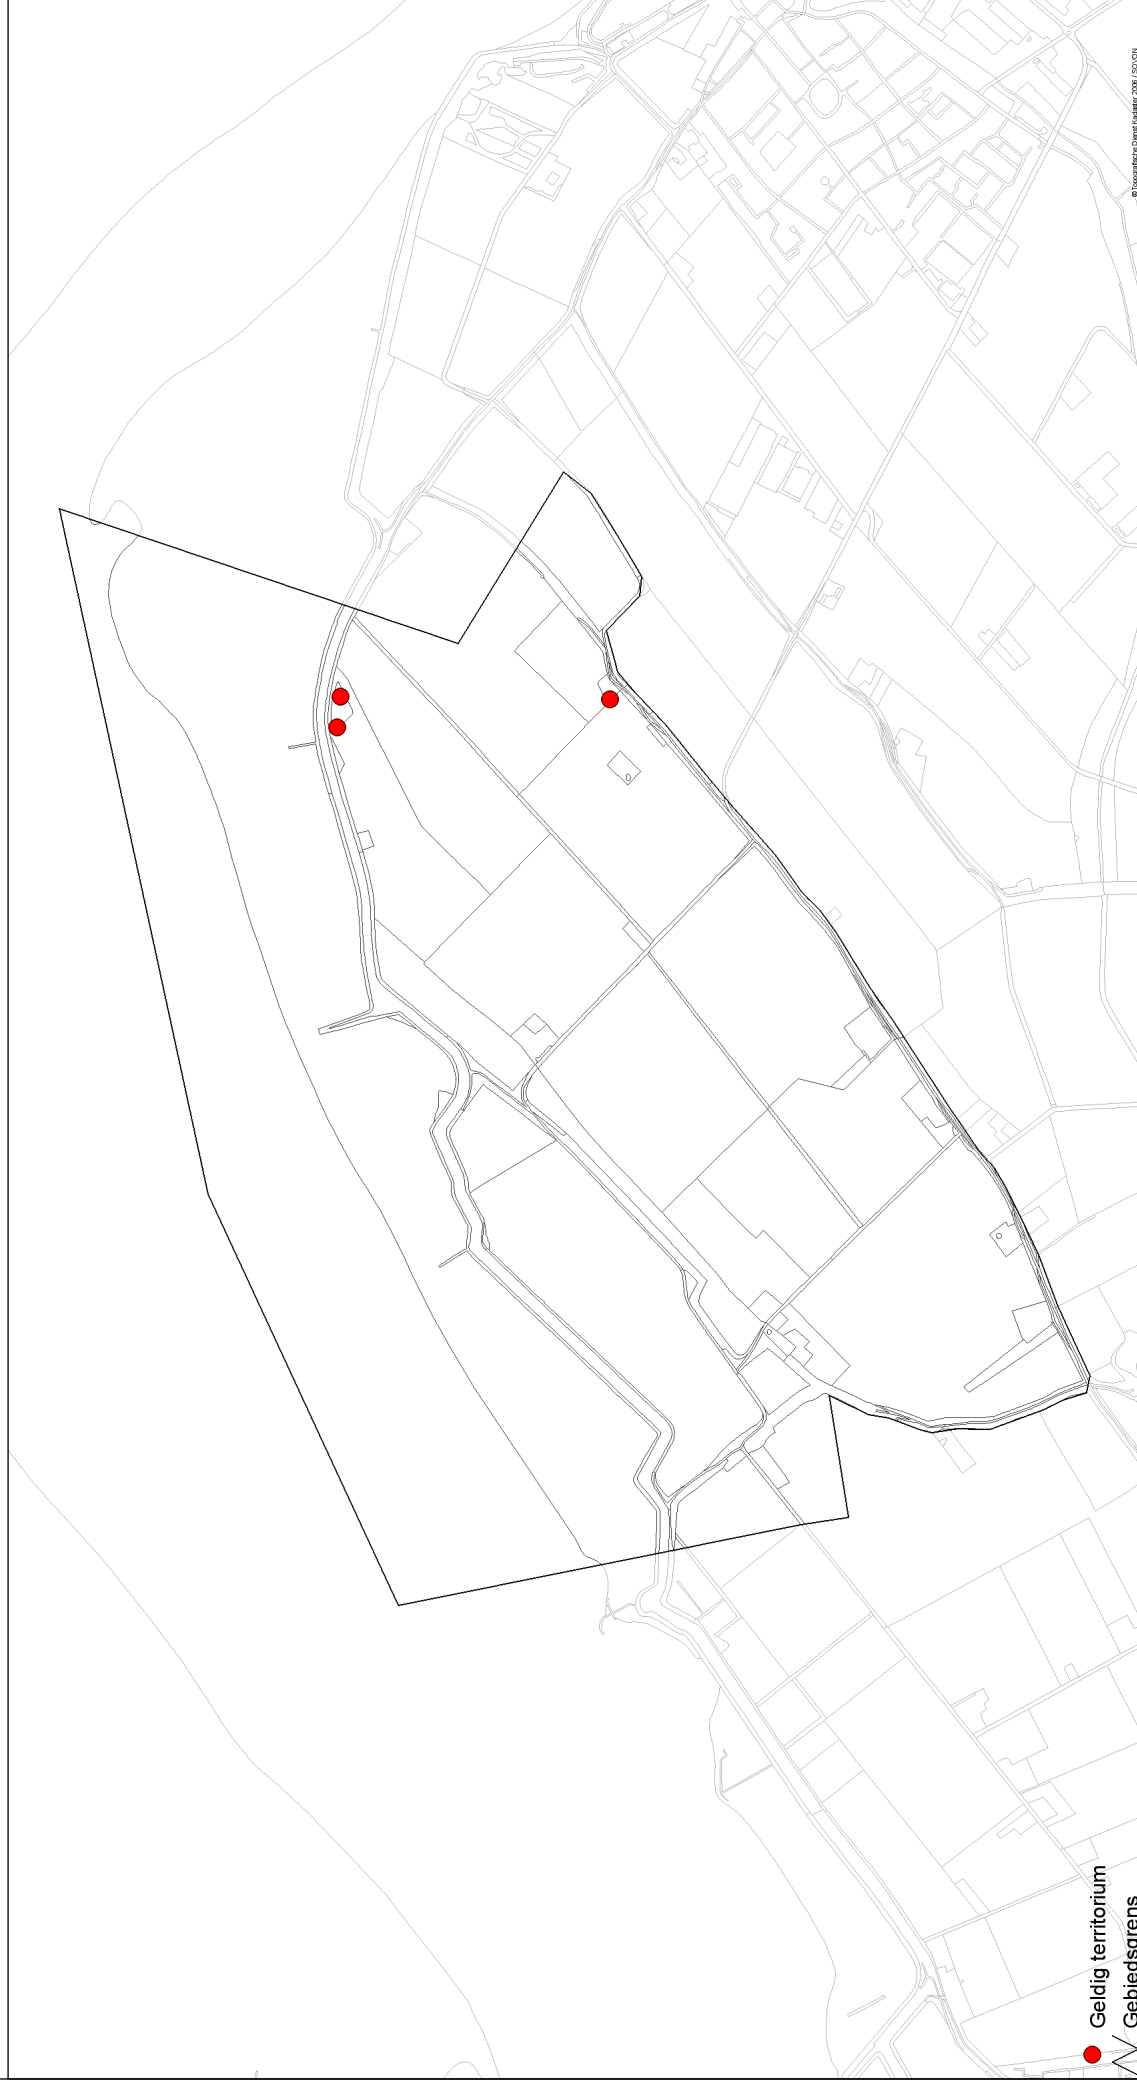 © Topografische Dienst Kadaster 2006 / SOVON
Geldig territorium
Gebiedsgrens